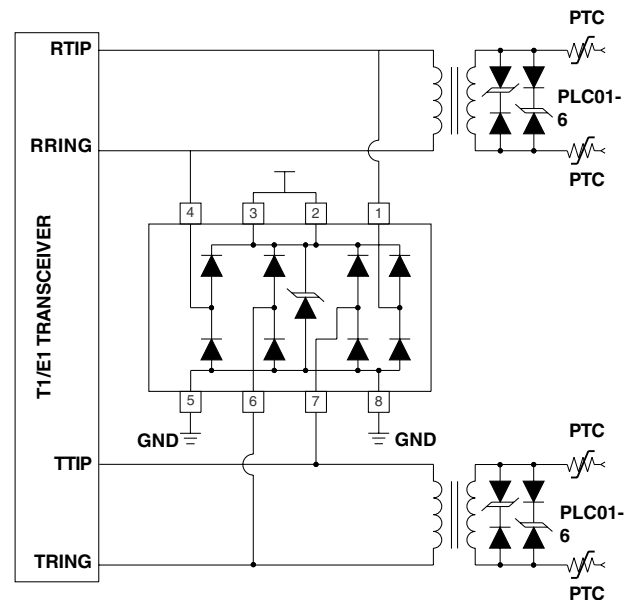 PTC
RTIP
PLC01-
6
RRING
PTC
4
3
2
1
T1/E1 TRANSCEIVER
5
6
7
8
GND
GND
PTC
TTIP
PLC01-
6
TRING
PTC